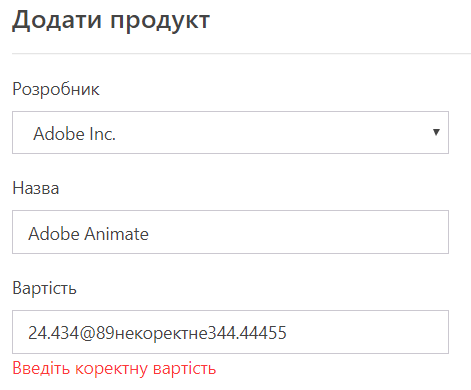 Додати продукт
Розробник
Adobe Inc.
Назва
Adobe Animate
Вартість
24.434@89некоректне344.44455
Введіть коректну вартість